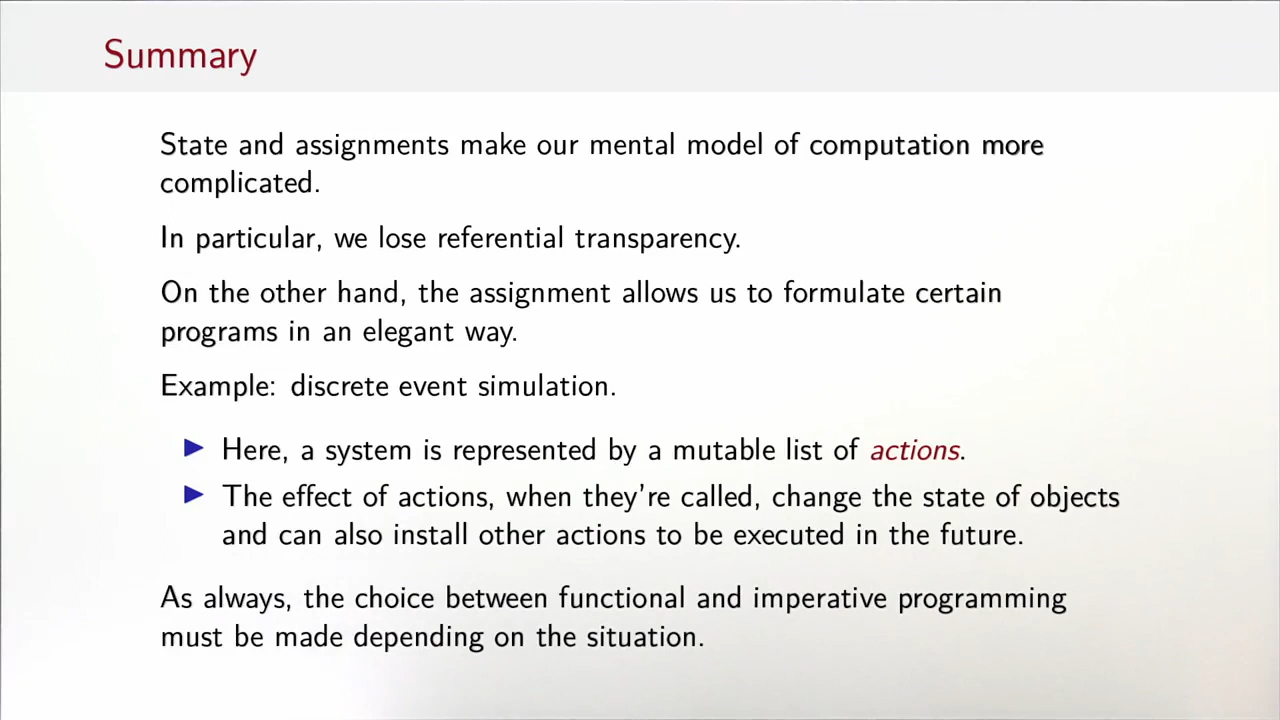 Summary
State and assignments make our mental model of computation more
complicated.
In particular, we lose referential transparency.
On the other hand, the assignment allows us to formulate certain
programs in an elegant way.
Example: discrete event simulation.
▶ Here, a system is represented by a mutable list of actions.
▶ The effect of actions, when they're called, change the state of objects
and can also install other actions to be executed in the future.
As always, the choice between functional and imperative programming
must be made depending on the situation.